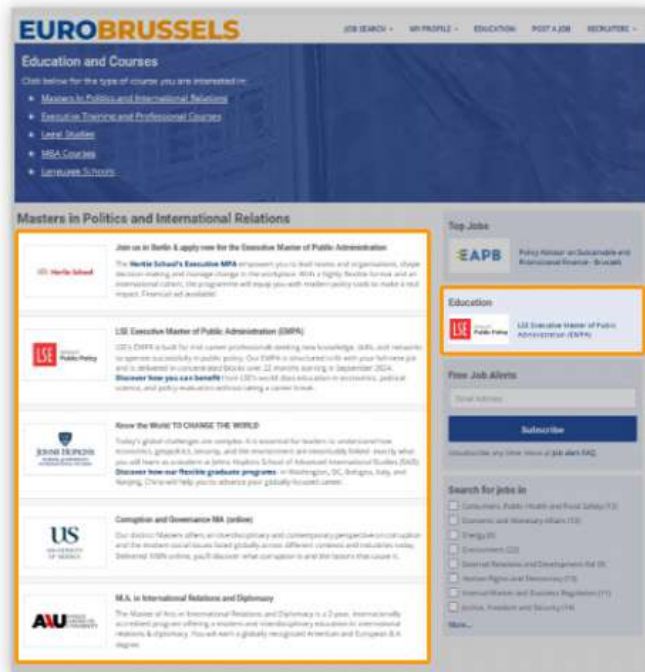 EUROBRUSSELS
JOB SEARCH
MY PROFILE
EDUCATION
POST A JOB
RECRUITERS
Education and Courses
Click below for the type of course you are interested in:
Masters in Politics and International Relations
Executive Training and Professional Courses
Legal Studies
MBA Courses
Language Schools
Masters in Politics and International Relations
Hertie School
Join us in Berlin & apply now for the Executive Master of Public Administration
The Hertie School's Executive MPA empowers you to lead teams and organisations, shape
decision making and manage change in the workplace. With a highly flexible format and an
international cohort, the programme will equip you with modern policy tools to make a real
impact. Financial aid available!
LSE
Public Policy
LSE Executive Master of Public Administration (EMPA)
LSE's EMPA is built for mid career professionals seeking new knowledge, skills, and networks
to operate successfully in public policy. Our EMPA is structured to fit with your full-time job
and is delivered in concentrated blocks over 22 months starting in September 2024.
Discover how you can benefit from LSE's world class education in economics, political
science, and policy evaluation without taking a career break.
JOHNS HOPKINS
Know the World TO CHANGE THE WORLD
Today's global challenges are complex. It is essential for leaders to understand how
economics, geopolitics, security, and the environment are inextricably linked- exactly what
you will learn as a student at Johns Hopkins School of Advanced International Studies (SAIS).
Discover how our flexible graduate programs in Washington, DC, Bologna, Italy, and
Nanjing, China will help you to advance your globally-focused career.
US
UNIVERSITY
OF SUSSEX
Corruption and Governance MA (online)
Our distinct Masters offers an interdisciplinary and contemporary perspective on corruption
and the modern social issues faced globally across different contexts and industries today.
Delivered 100% online, you'll discover what corruption is and the factors that cause it.
M.A. in International Relations and Diplomacy
The Master of Arts in International Relations and Diplomacy is a 2-year, internationally
accredited program offering a modern and interdisciplinary education in international
relations & diplomacy. You will earn a globally recognized American and European
degree.
Top Jobs
EAPB
Policy Advisor on Sustainable and
Promotional Finance - Brussels
Education
LSE
Public Policy
LSE Executive Master of Public
Administration (EMPA)
Free Job Alerts
Email Address
Subscribe
Unsubscribe any time. More at job alert FAQ.
Search for jobs in
Consumers, Public Health and Food Safety
Economic and Monetary Affairs
Energy
Environment (22)
External Relations and Development Aid
Human Rights and Democracy
Internal Market and Business Regulation
Justice, Freedom and Security
More...